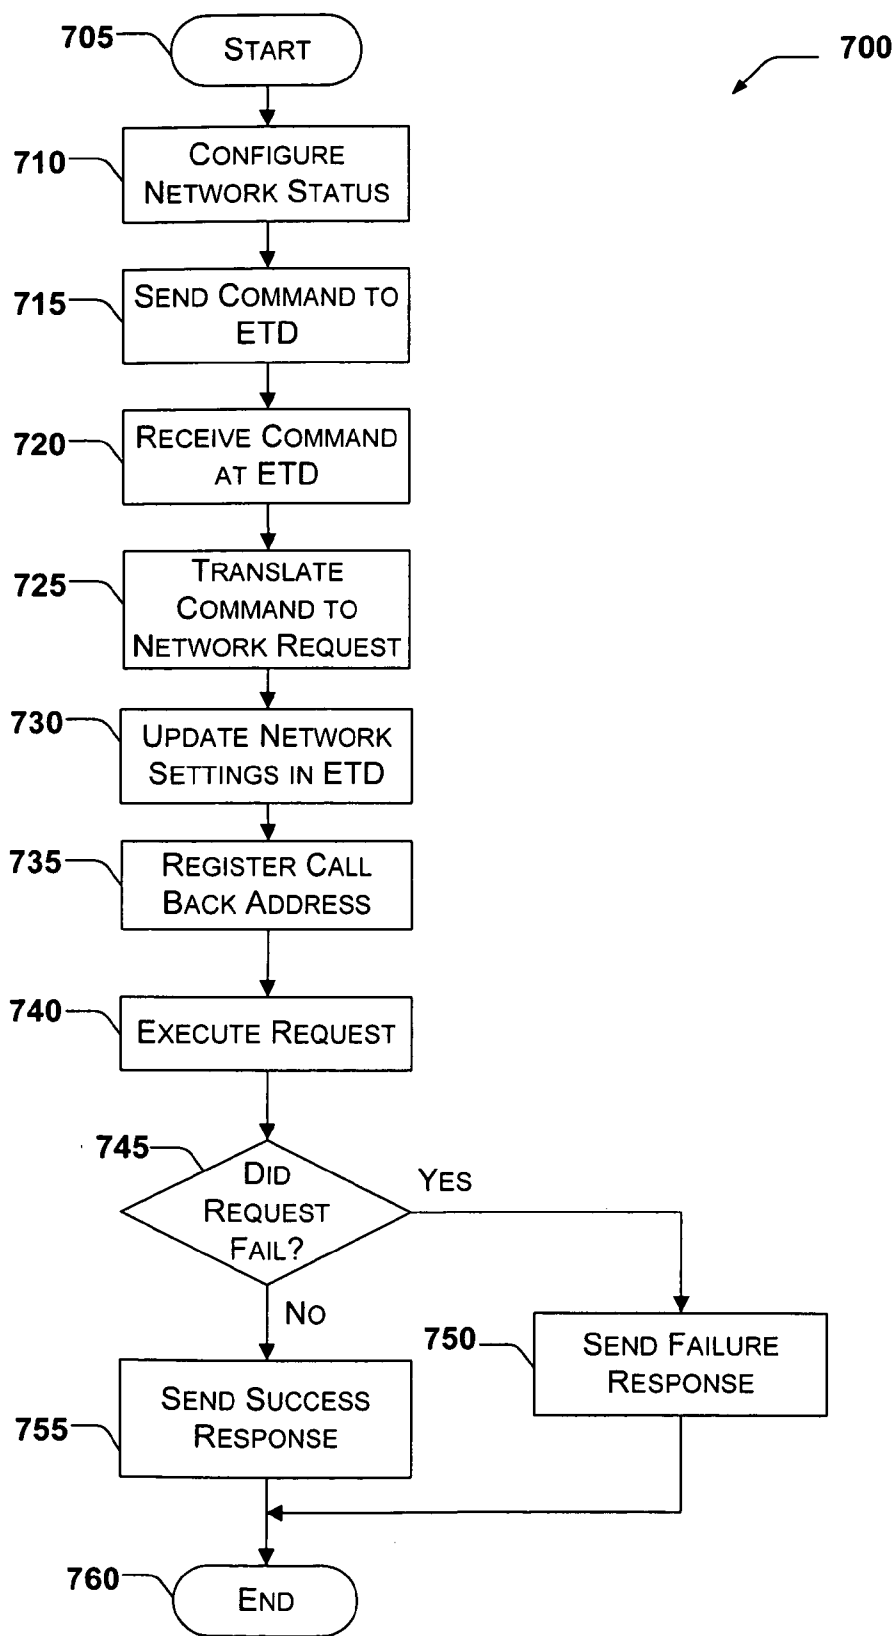 705
START
700
710
CONFIGURE
NETWORK STATUS
715
SEND COMMAND TO
ETD
720
RECEIVE COMMAND
AT ETD
725
TRANSLATE
COMMAND TO
NETWORK REQUEST
730
UPDATE NETWORK
SETTINGS IN ETD
735
REGISTER CALL
BACK ADDRESS
740
EXECUTE REQUEST
745
DID
REQUEST
FAIL?
YES
NO
750
SEND FAILURE
RESPONSE
755
SEND SUCCESS
RESPONSE
760
END